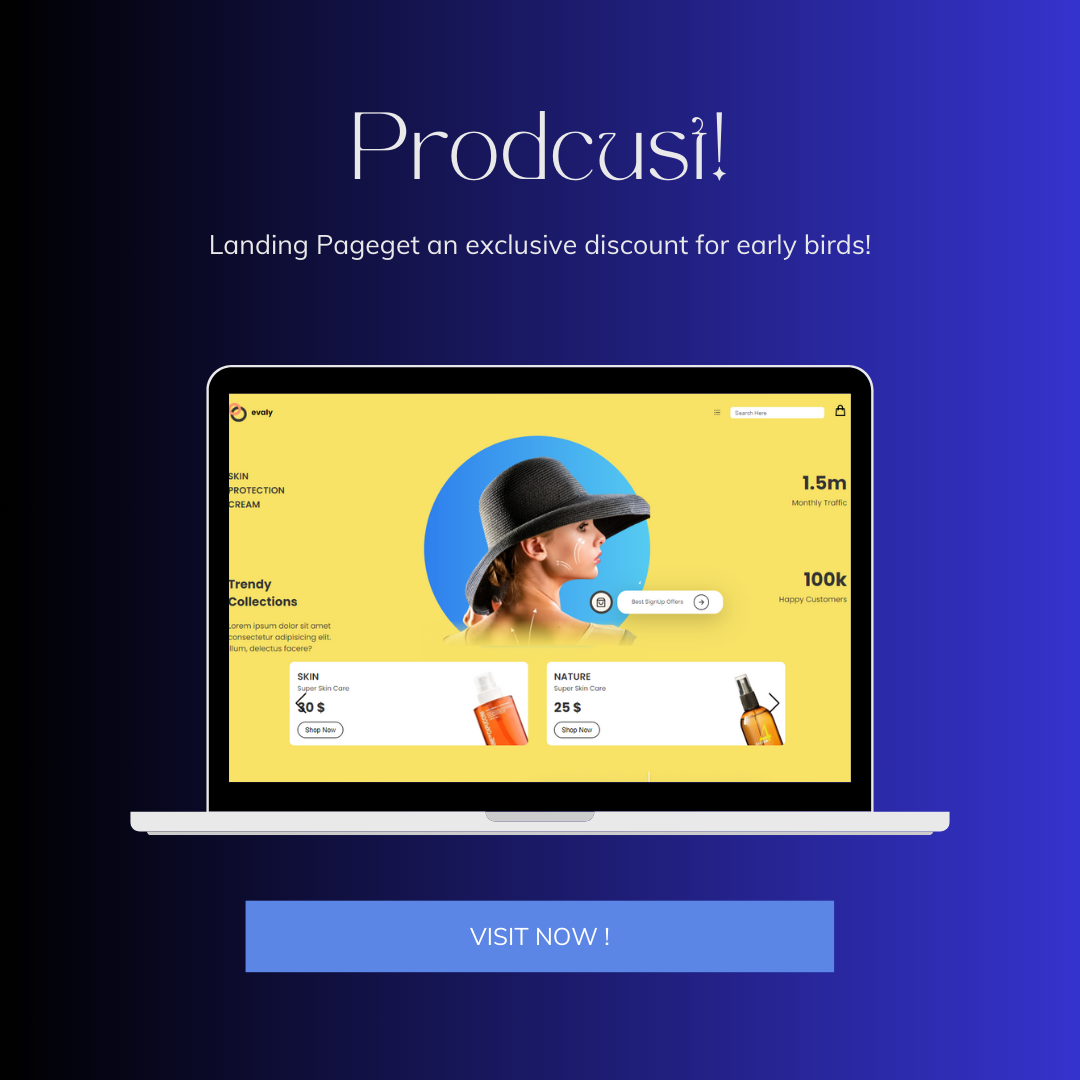 Prodcusi!
Landing Pageget an exclusive discount for early birds!
evaly
Search Here
SKIN
PROTECTION
CREAM
1.5m
Monthly Traffic
100k
Happy Customers
Trendy
Collections
Lorem ipsum dolor sit amet
consectetur adipisicing elit.
Illum, delectus facere?
Best SignUp Offers
SKIN
Super Skin Care
30 $
Shop Now
NATURE
Super Skin Care
25 $
Shop Now
VISIT NOW !